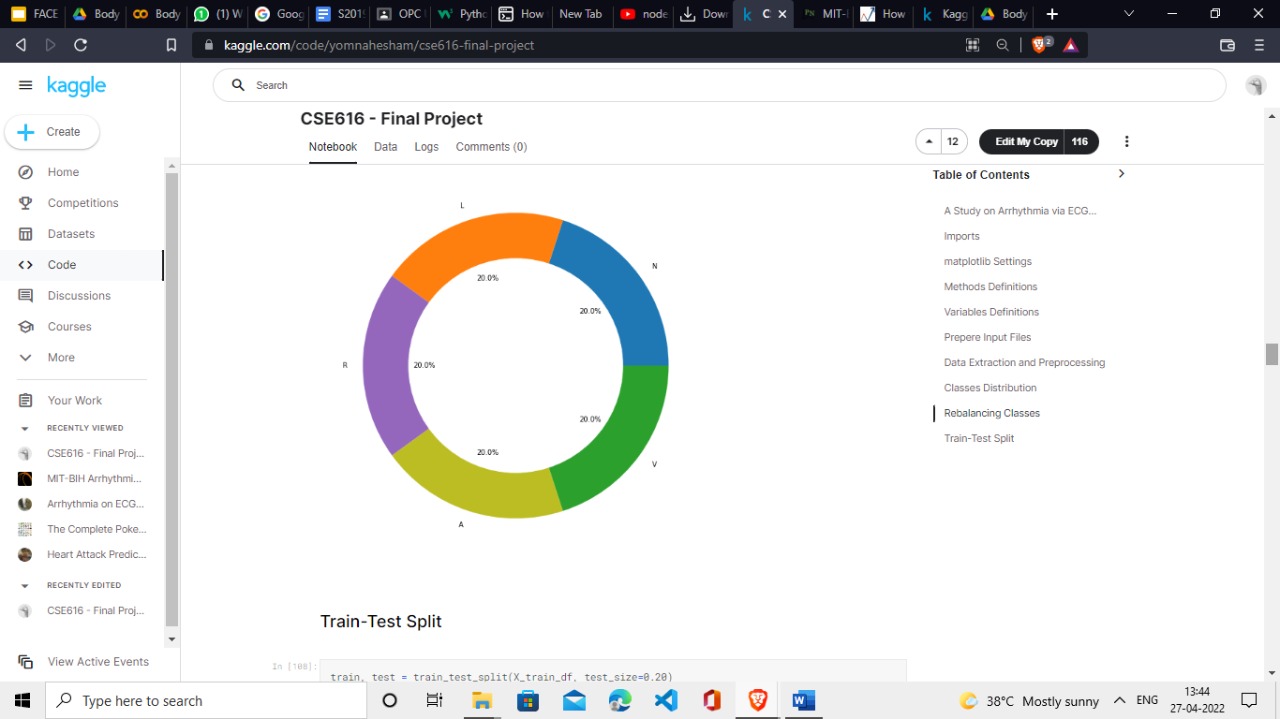 FACE
Body
Body
(1) W
Goog
S2019
OPC U
Pytho
How
New Tab
node
Down
C
MIT-
How
Kagg
Body
kaggle.com/code/yomnahesham/cse616-final-project
2
kaggle
Search
Create
Home
Competitions
Datasets
Code
Discussions
Courses
More
Your Work
RECENTLY VIEWED
CSE616 - Final Proj...
MIT-BIH Arrhythmi...
Arrhythmia on ECG...
The Complete Poke...
Heart Attack Predic...
RECENTLY EDITED
CSE616 - Final Proj...
View Active Events
CSE616 - Final Project
Notebook Data Logs Comments (0)
12
Edit My Copy 116
L
N
R
A
V
20.0%
20.0%
20.0%
20.0%
20.0%
Train-Test Split
In [108]:
train, test = train_test_split(X_train_df, test_size=0.20)
Table of Contents
A Study on Arrhythmia via ECG...
Imports
matplotlib Settings
Methods Definitions
Variables Definitions
Prepere Input Files
Data Extraction and Preprocessing
Classes Distribution
Rebalancing Classes
Train-Test Split
Type here to search
38°C Mostly sunny
ENG
13:44
27-04-2022